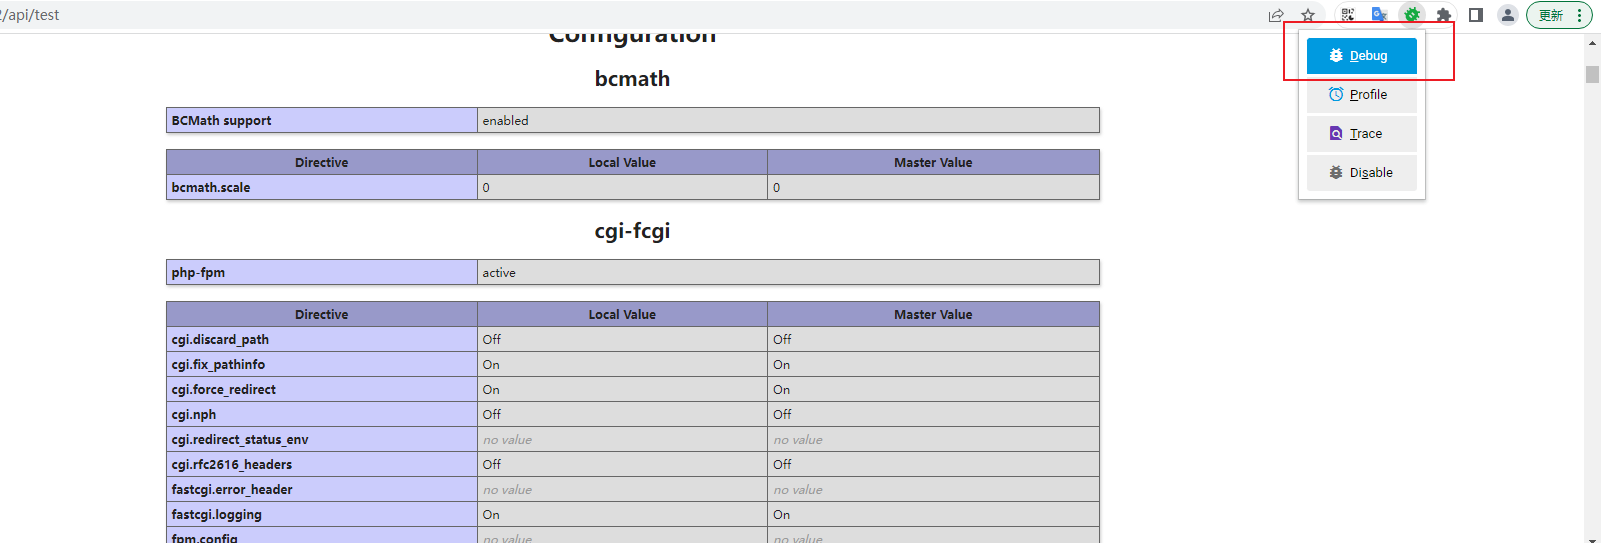 2/api/test
更新
Configuration
Debug
Profile
Trace
Disable
bcmath
BCMath support enabled
Directive Local Value Master Value
bcmath.scale 0 0
cgi-fcgi
php-fpm active
Directive Local Value Master Value
cgi.discard_path Off Off
cgi.fix_pathinfo On On
cgi.force_redirect On On
cgi.nph Off Off
cgi.redirect_status_env no value no value
cgi.rfc2616_headers Off Off
fastcgi.error_header no value no value
fastcgi.logging On On
fpm.config no value no value